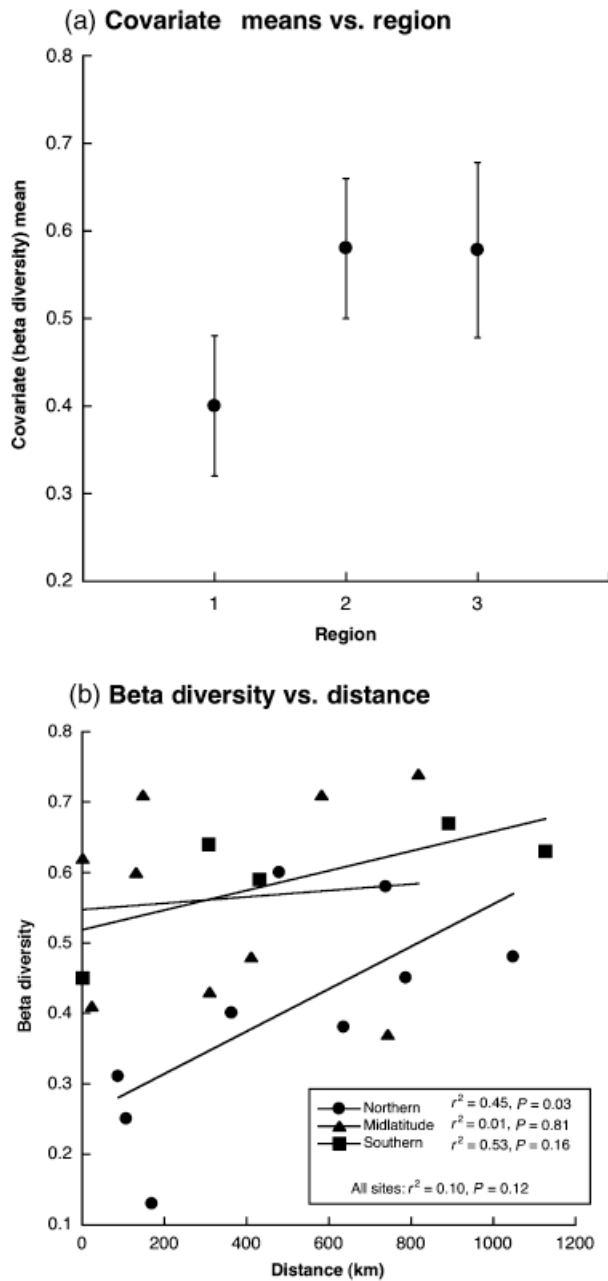 (a) Covariate means vs. region
0.8
0.7
0.6
0.5
0.4
0.3
0.2
Covariate (beta diversity) mean
1 2 3
Region
(b) Beta diversity vs. distance
0.8
0.7
0.6
0.5
0.4
0.3
0.2
0.1
Beta diversity
Northern r² = 0.45, P = 0.03
Midlatitude r² = 0.01, P = 0.81
Southern r² = 0.53, P = 0.16
All sites: r² = 0.10, P = 0.12
0 200 400 600 800 1000 1200
Distance (km)